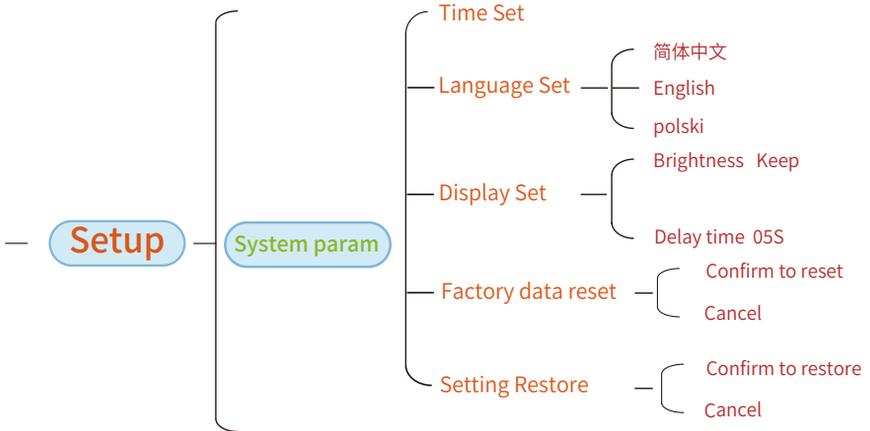 Time Set
Language Set
简体中文
English
polski
Display Set
Brightness Keep
Delay time 05S
Setup
System param
Factory data reset
Confirm to reset
Cancel
Setting Restore
Confirm to restore
Cancel